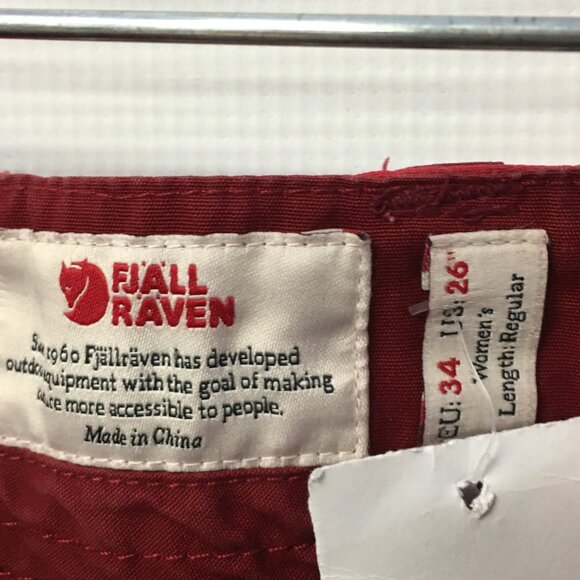 FJÄLL
RÄVEN
1960 Fjällräven has developed
equipment with the goal of making
more accessible to people.
Made in China
EU: 34 US: 26"
Women's
Length: Regular